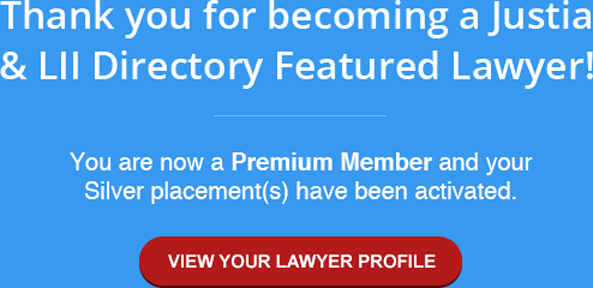 Thank you for becoming a Justia
& LII Directory Featured Lawyer!
You are now a Premium Member and your
Silver placement(s) have been activated.
VIEW YOUR LAWYER PROFILE